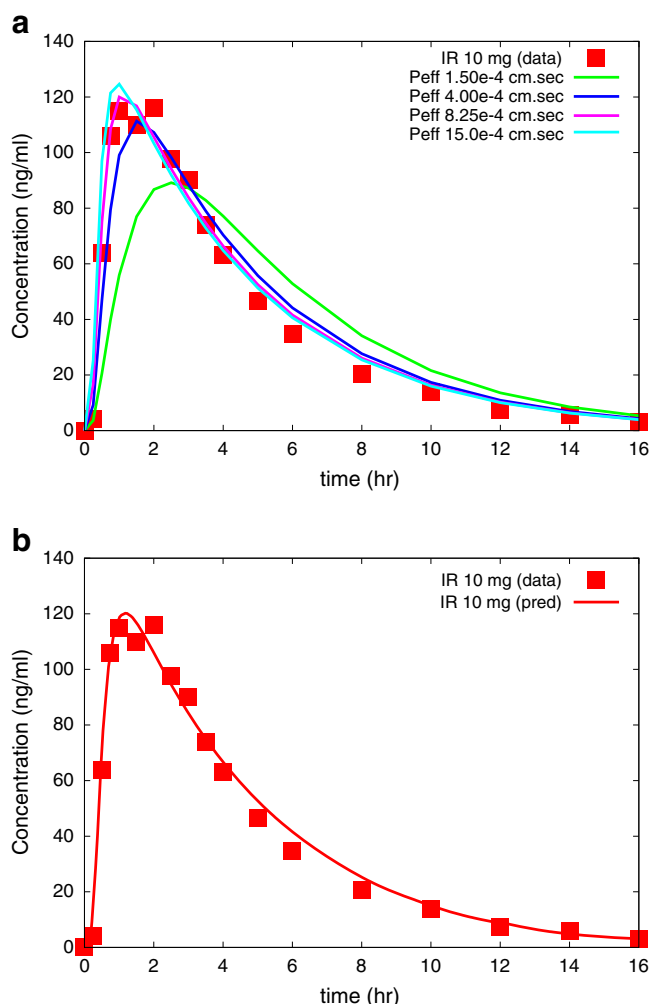 a
140
120
100
80
60
40
20
0
Concentration (ng/ml)
IR 10 mg (data)
Peff 1.50e-4 cm.sec
Peff 4.00e-4 cm.sec
Peff 8.25e-4 cm.sec
Peff 15.0e-4 cm.sec
0 2 4 6 8 10 12 14 16
time (hr)
b
140
120
100
80
60
40
20
0
Concentration (ng/ml)
IR 10 mg (data)
IR 10 mg (pred)
0 2 4 6 8 10 12 14 16
time (hr)